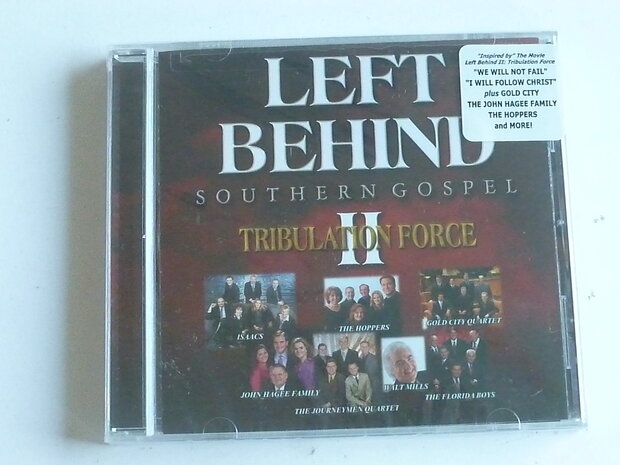 "Inspired by" The Movie
Left Behind II: Tribulation Force
"WE WILL NOT FAIL"
"I WILL FOLLOW CHRIST"
plus GOLD CITY
THE JOHN HAGEE FAMILY
THE HOPPERS
and MORE!
LEFT
BEHIND
SOUTHERN GOSPEL
II
TRIBULATION FORCE
ISAACS
THE HOPPERS
GOLD CITY QUARTET
JOHN HAGEE FAMILY
WALT MILLS
THE FLORIDA BOYS
THE JOURNEYMEN QUARTET